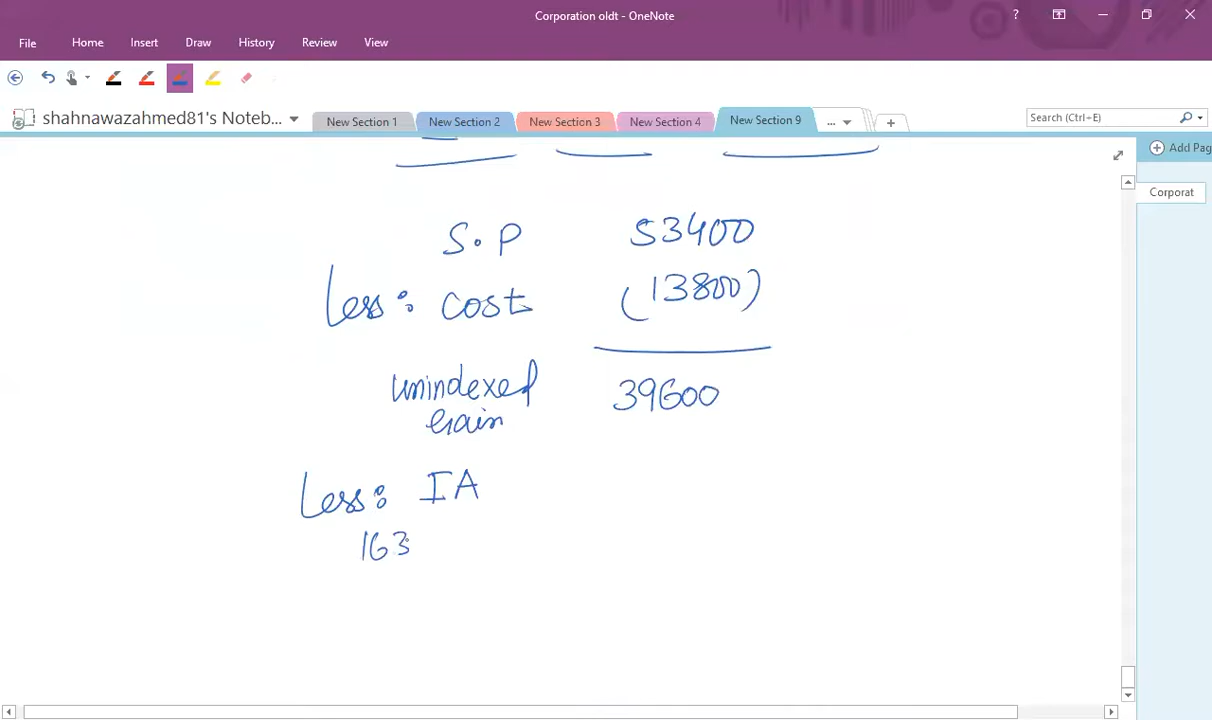 Corporation oldt - OneNote
?
File Home Insert Draw History Review View
shahnawazahmed81's Noteb...
New Section 1 New Section 2 New Section 3 New Section 4 New Section 9 ...
Search (Ctrl+E)
Add Pag
Corporat
S.P 53400
Less: cost (13800)
unindexed 39600
Gain
Less: IA
163